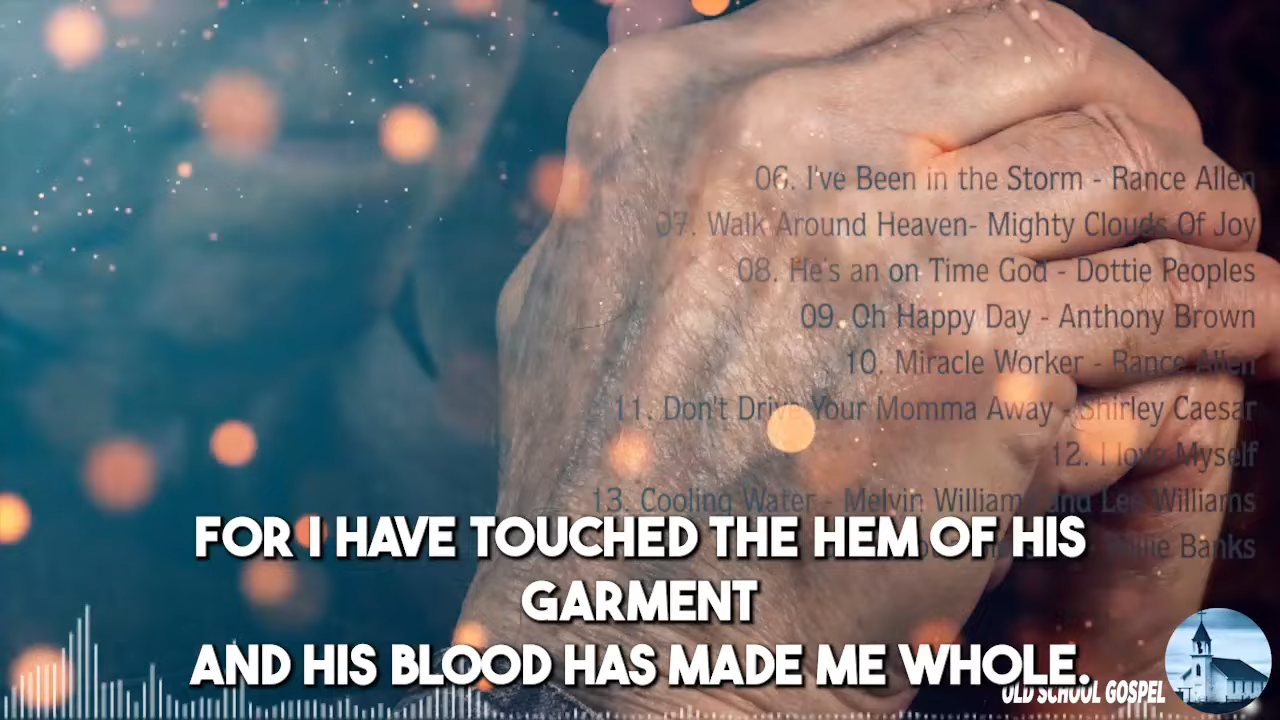 06. I've Been in the Storm - Rance Allen
07. Walk Around Heaven- Mighty Clouds Of Joy
08. He's an on Time God - Dottie Peoples
09. Oh Happy Day - Anthony Brown
10. Miracle Worker - Rance Allen
11. Don't Drive Your Momma Away - Shirley Caesar
12. I love Myself
13. Cooling Water - Melvin Williams and Lee Williams
Banks
FOR I HAVE TOUCHED THE HEM OF HIS
GARMENT
AND HIS BLOOD HAS MADE ME WHOLE.
OLD SCHOOL GOSPEL